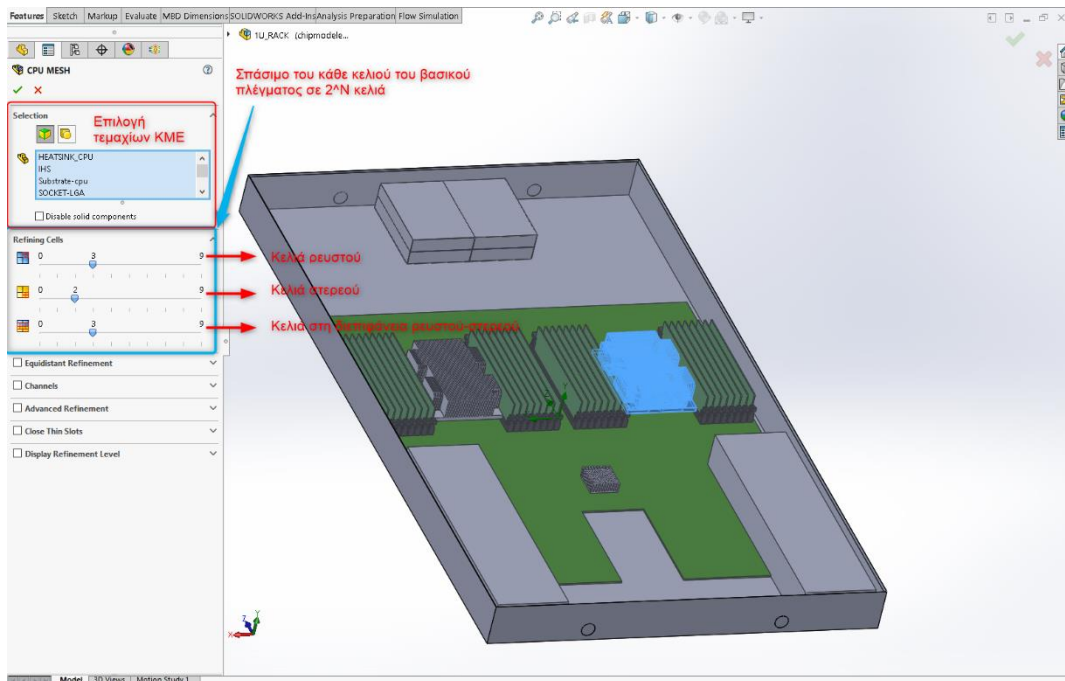 Features Sketch Markup Evaluate MBD Dimensions SOLIDWORKS Add-Ins Analysis Preparation Flow Simulation
1U_RACK (chipmodele...
CPU MESH
Σπάσιμο του κάθε κελιού του βασικού
πλέγματος σε 2^N κελιά
Selection
Επιλογή
τεμαχίων ΚΜΕ
HEATSINK_CPU
IHS
Substrate-cpu
SOCKET-LGA
Disable solid components
Refining Cells
0 3 9
Κελιά ρευστού
0 2 9
Κελιά στερεού
0 3 9
Κελιά στη διεπιφάνεια ρευστού-στερεού
Equidistant Refinement
Channels
Advanced Refinement
Close Thin Slots
Display Refinement Level
Z Y X
Model 3D Views Motion Study 1